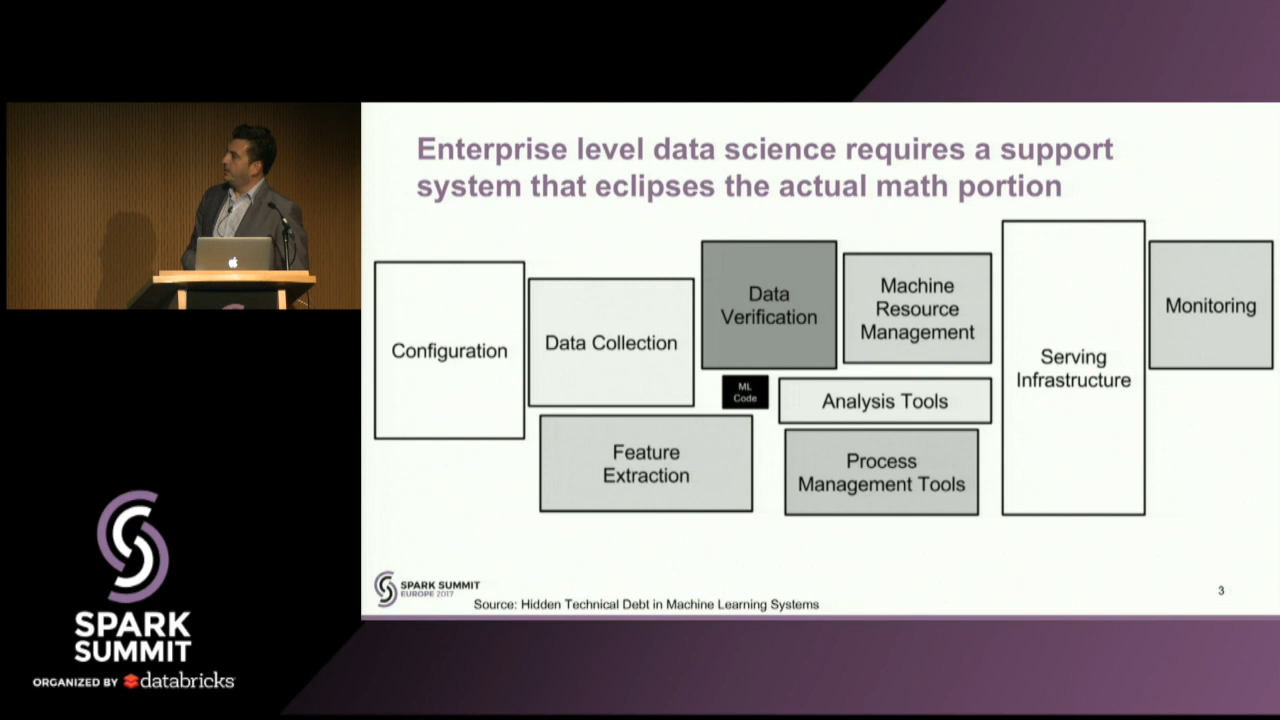 Enterprise level data science requires a support
system that eclipses the actual math portion
Configuration
Data Collection
Data
Verification
Machine
Resource
Management
Serving
Infrastructure
Monitoring
ML
Code
Analysis Tools
Feature
Extraction
Process
Management Tools
SPARK SUMMIT
EUROPE 2017
Source: Hidden Technical Debt in Machine Learning Systems
3
SPARK
SUMMIT
ORGANIZED BY databricks